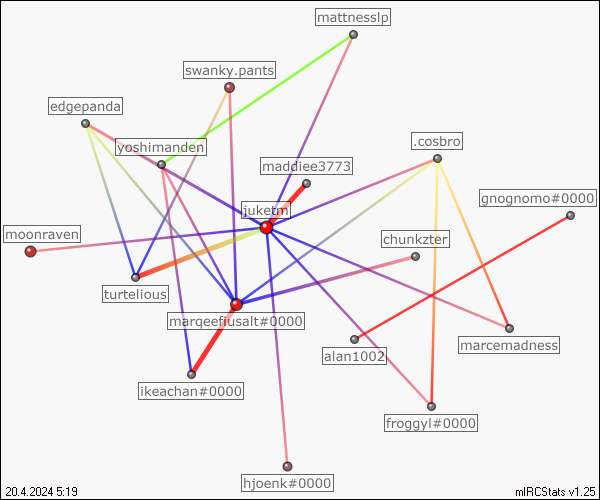 mattnesslp
swanky.pants
edgepanda
yoshimanden
.cosbro
maddiee3773
gnognomo#0000
juketm
moonraven
chunkzter
turtelious
marqeefiusalt#0000
alan1002
marcemadness
ikeachan#0000
froggyl#0000
hjoenk#0000
20.4.2024 5:19
mIRCStats v1.25